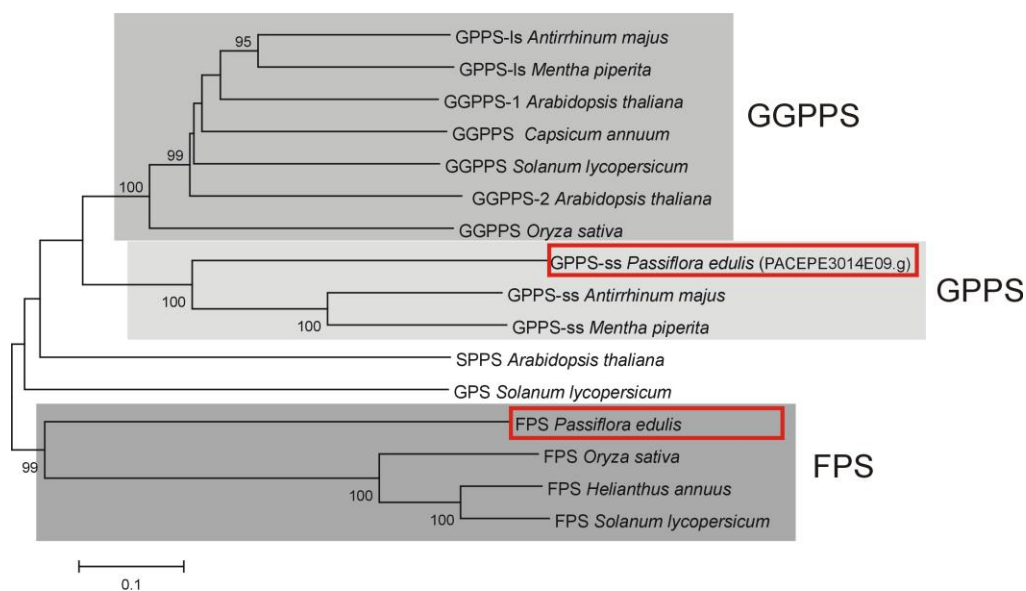 GPPS-ls Antirrhinum majus
95
GPPS-ls Mentha piperita
GGPPS-1 Arabidopsis thaliana
GGPPS
GGPPS Capsicum annuum
99
GGPPS Solanum lycopersicum
100
GGPPS-2 Arabidopsis thaliana
GGPPS Oryza sativa
GPPS-ss Passiflora edulis (PACEPE3014E09.g)
GPPS
100
GPPS-ss Antirrhinum majus
100
GPPS-ss Mentha piperita
SPPS Arabidopsis thaliana
GPS Solanum lycopersicum
FPS Passiflora edulis
99
FPS Oryza sativa
FPS
100
FPS Helianthus annuus
100
FPS Solanum lycopersicum
0.1